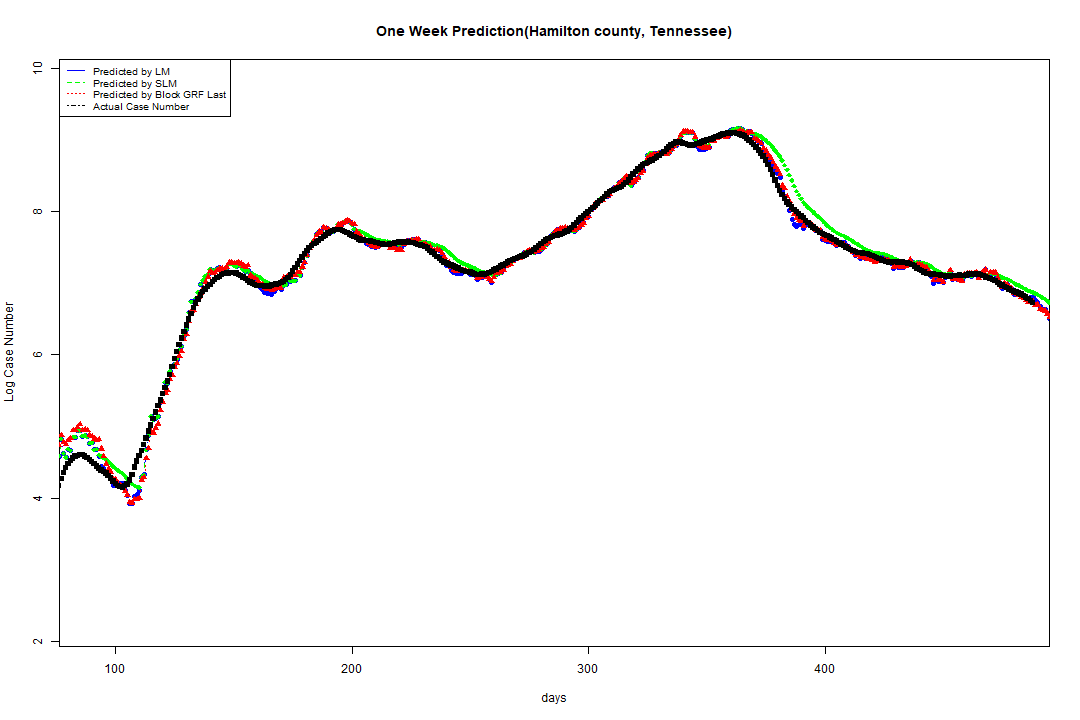 One Week Prediction(Hamilton county, Tennessee)
Predicted by LM
Predicted by SLM
Predicted by Block GRF Last
Actual Case Number
10
8
6
4
2
Log Case Number
100 200 300 400
days